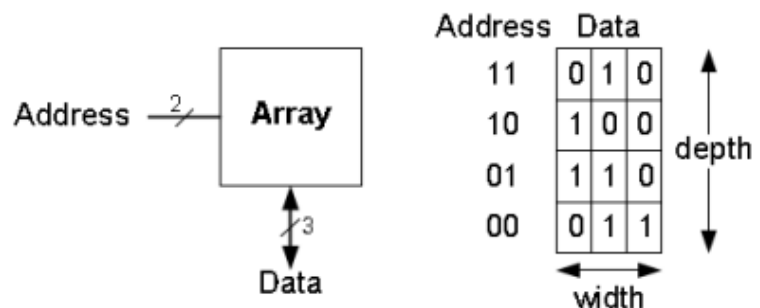 Address 2 Array
3
Data
Address Data
11 0 1 0
10 1 0 0
01 1 1 0
00 0 1 1
depth
width